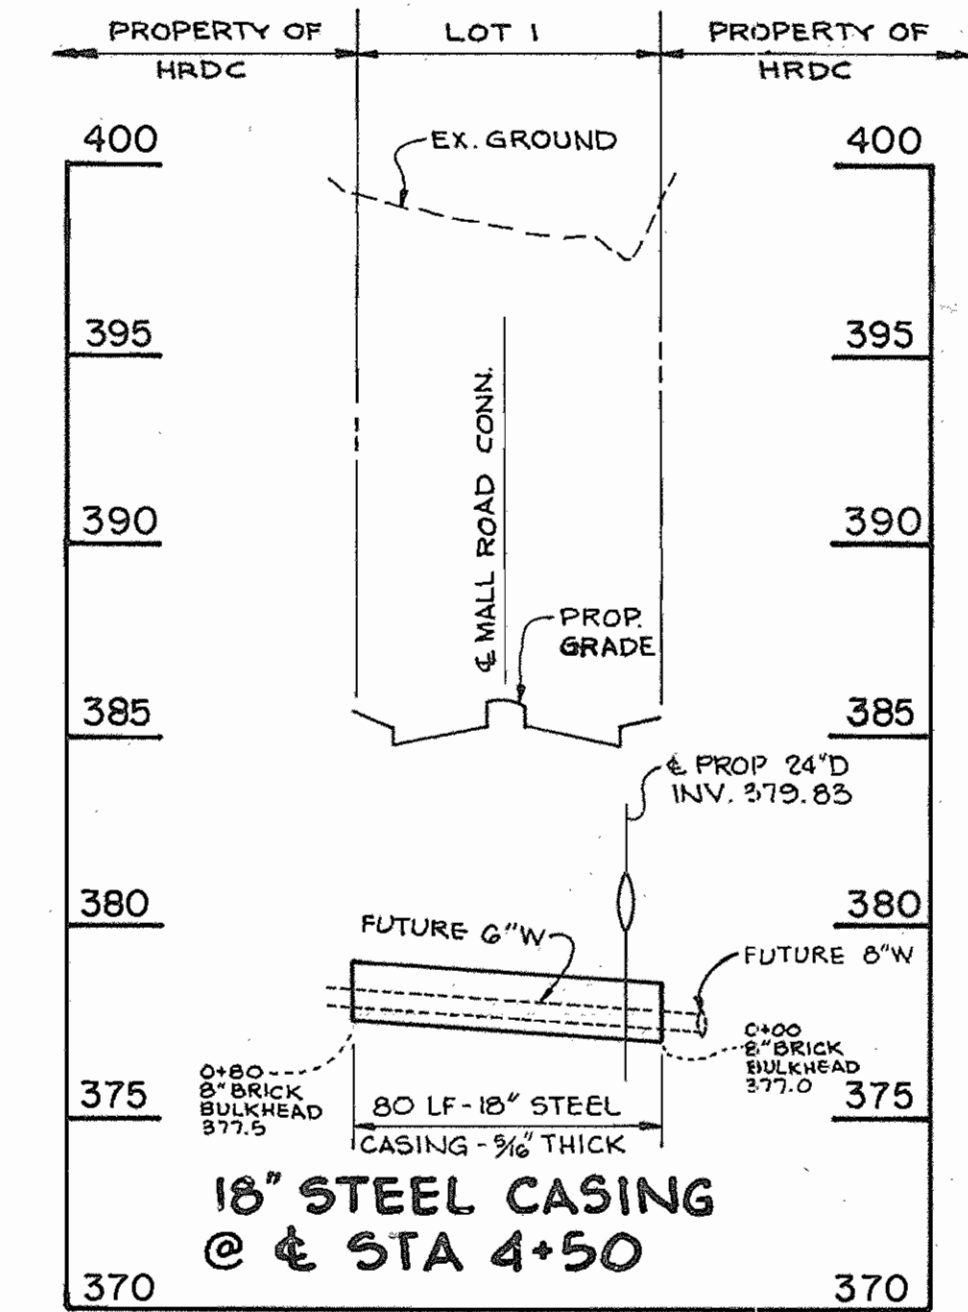 PROPERTY OF
HRDC
LOT 1
PROPERTY OF
HRDC
400
400
EX. GROUND
395
395
℄ MALL ROAD CONN.
390
390
PROP.
GRADE
385
385
℄ PROP 24"D
INV. 379.83
380
380
FUTURE 6"W
FUTURE 8"W
0+80
8" BRICK
BULKHEAD
377.5
0+00
8" BRICK
BULKHEAD
377.0
375
375
80 LF-18" STEEL
CASING-5/16" THICK
18" STEEL CASING
@ ℄ STA 4+50
370
370